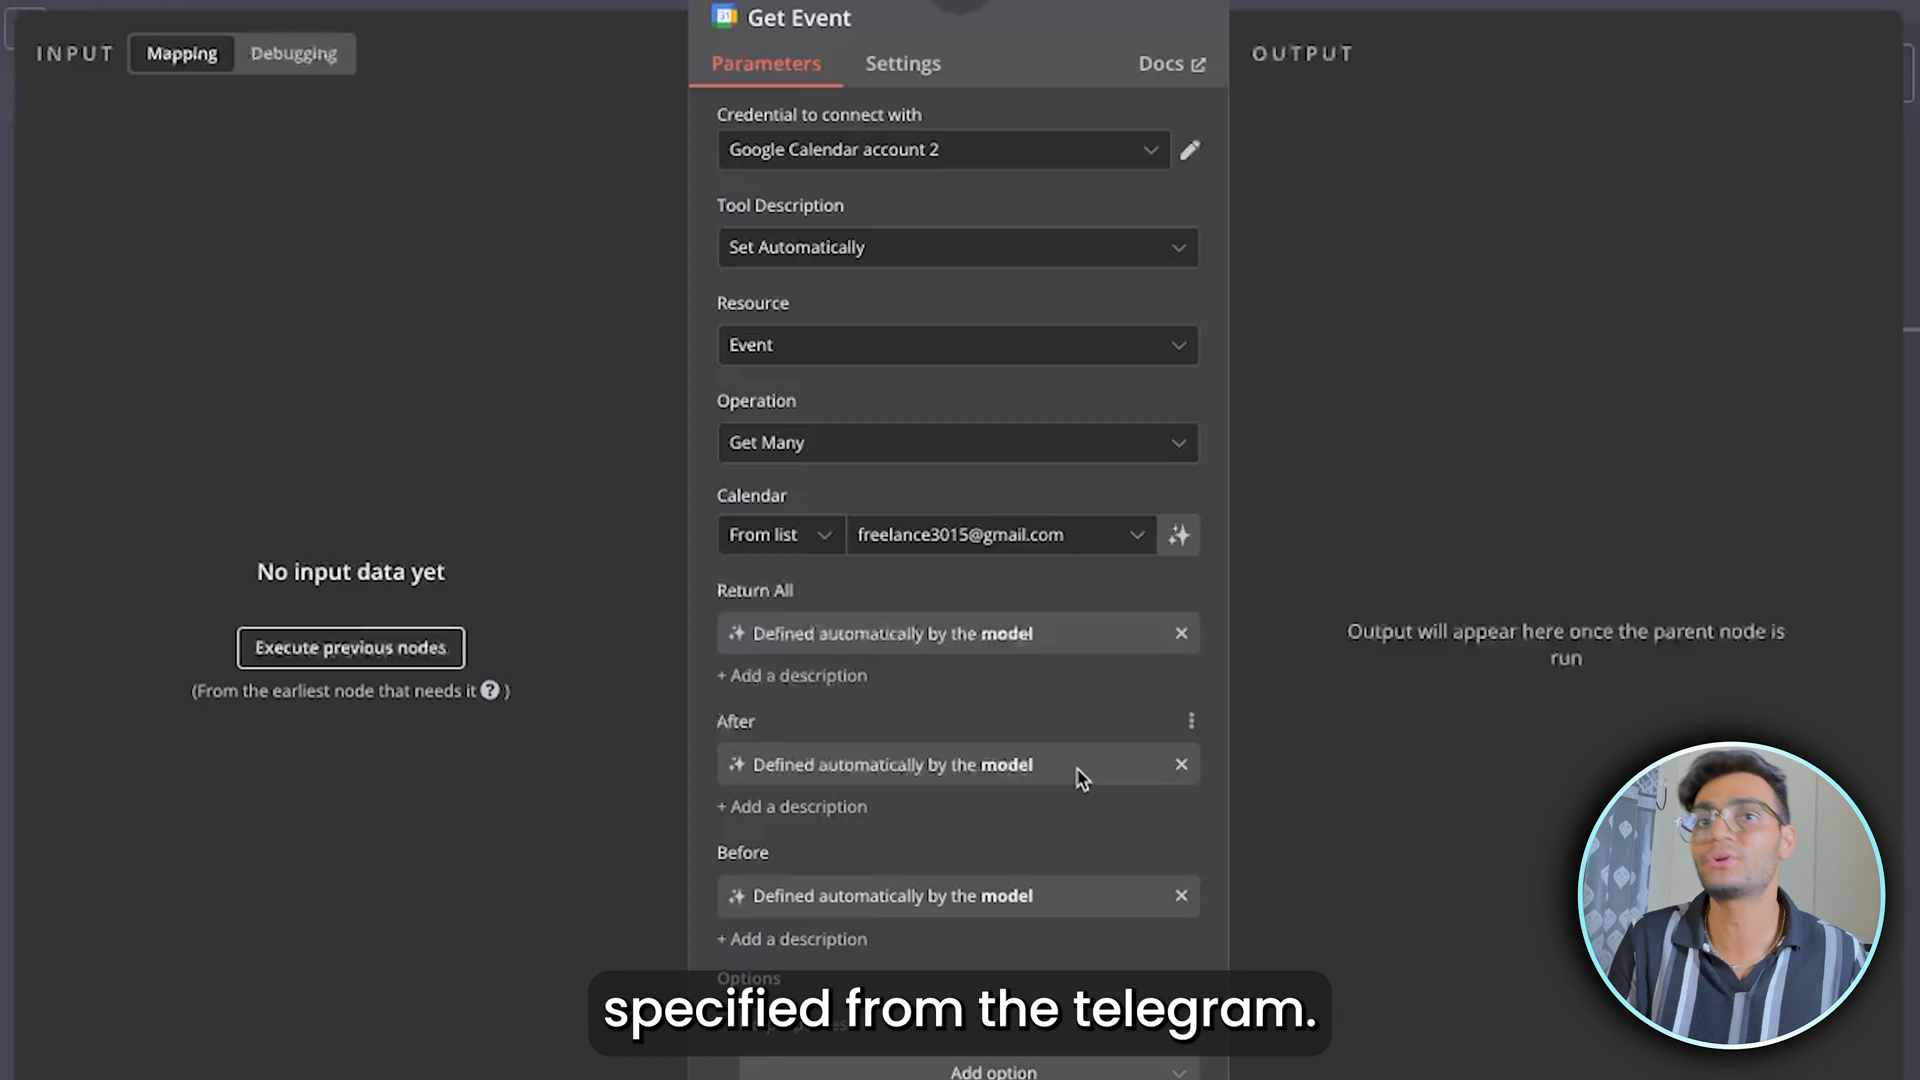 Get Event
INPUT
Mapping
Debugging
Parameters
Settings
Docs
OUTPUT
Credential to connect with
Google Calendar account 2
Tool Description
Set Automatically
Resource
Event
Operation
Get Many
Calendar
From list
freelance3015@gmail.com
Return All
Defined automatically by the model
+ Add a description
After
Defined automatically by the model
+ Add a description
Before
Defined automatically by the model
+ Add a description
Options
Add option
No input data yet
Execute previous nodes
(From the earliest node that needs it ? )
Output will appear here once the parent node is
run
specified from the telegram.